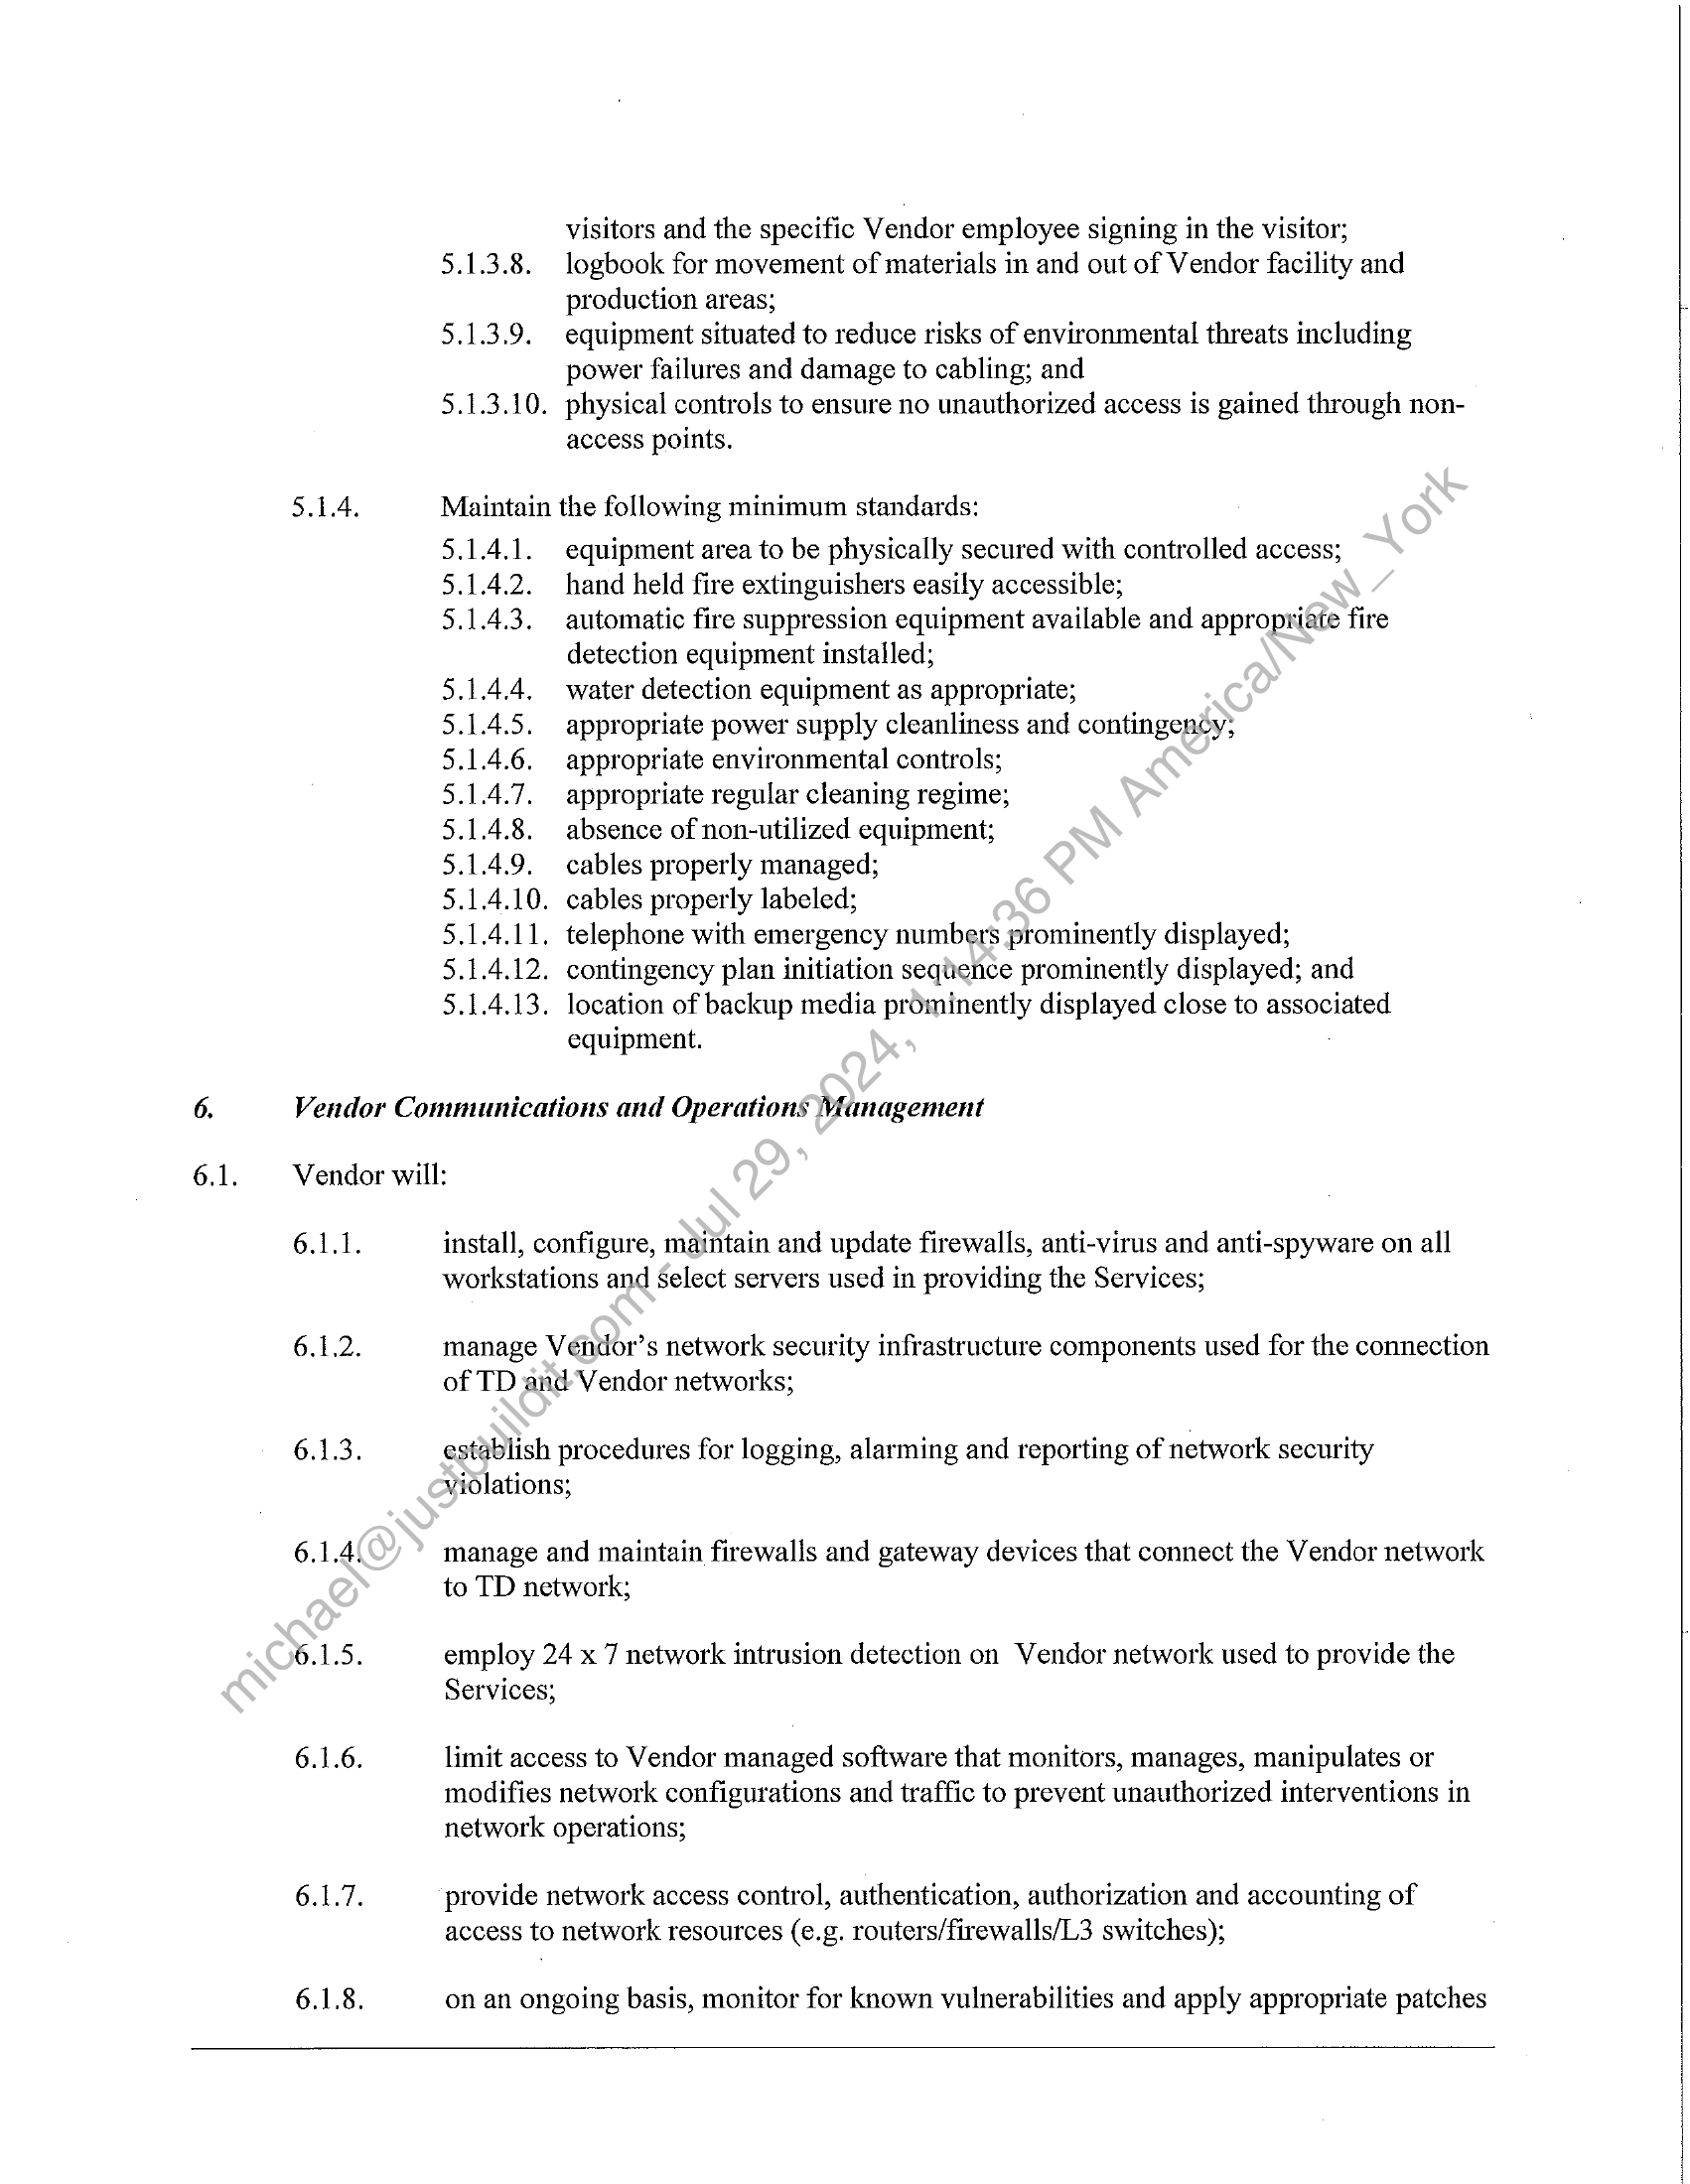 visitors and the specific Vendor employee signing in the visitor;
5.1.3.8. logbook for movement of materials in and out of Vendor facility and
production areas;
5.1.3.9. equipment situated to reduce risks of environmental threats including
power failures and damage to cabling; and
5.1.3.10. physical controls to ensure no unauthorized access is gained through non-
access points.
5.1.4. Maintain the following minimum standards:
5.1.4.1. equipment area to be physically secured with controlled access;
5.1.4.2. hand held fire extinguishers easily accessible;
5.1.4.3. automatic fire suppression equipment available and appropriate fire
detection equipment installed;
5.1.4.4. water detection equipment as appropriate;
5.1.4.5. appropriate power supply cleanliness and contingency;
5.1.4.6. appropriate environmental controls;
5.1.4.7. appropriate regular cleaning regime;
5.1.4.8. absence of non-utilized equipment;
5.1.4.9. cables properly managed;
5.1.4.10. cables properly labeled;
5.1.4.11. telephone with emergency numbers prominently displayed;
5.1.4.12. contingency plan initiation sequence prominently displayed; and
5.1.4.13. location of backup media prominently displayed close to associated
equipment.
6. Vendor Communications and Operations Management
6.1. Vendor will:
6.1.1. install, configure, maintain and update firewalls, anti-virus and anti-spyware on all
workstations and select servers used in providing the Services;
6.1.2. manage Vendor's network security infrastructure components used for the connection
of TD and Vendor networks;
6.1.3. establish procedures for logging, alarming and reporting of network security
violations;
6.1.4. manage and maintain firewalls and gateway devices that connect the Vendor network
to TD network;
6.1.5. employ 24 x 7 network intrusion detection on Vendor network used to provide the
Services;
6.1.6. limit access to Vendor managed software that monitors, manages, manipulates or
modifies network configurations and traffic to prevent unauthorized interventions in
network operations;
6.1.7. provide network access control, authentication, authorization and accounting of
access to network resources (e.g. routers/firewalls/L3 switches);
6.1.8. on an ongoing basis, monitor for known vulnerabilities and apply appropriate patches
michael@justbuildit.com - Jul 29, 2024, 1:14:36 PM America/New_York